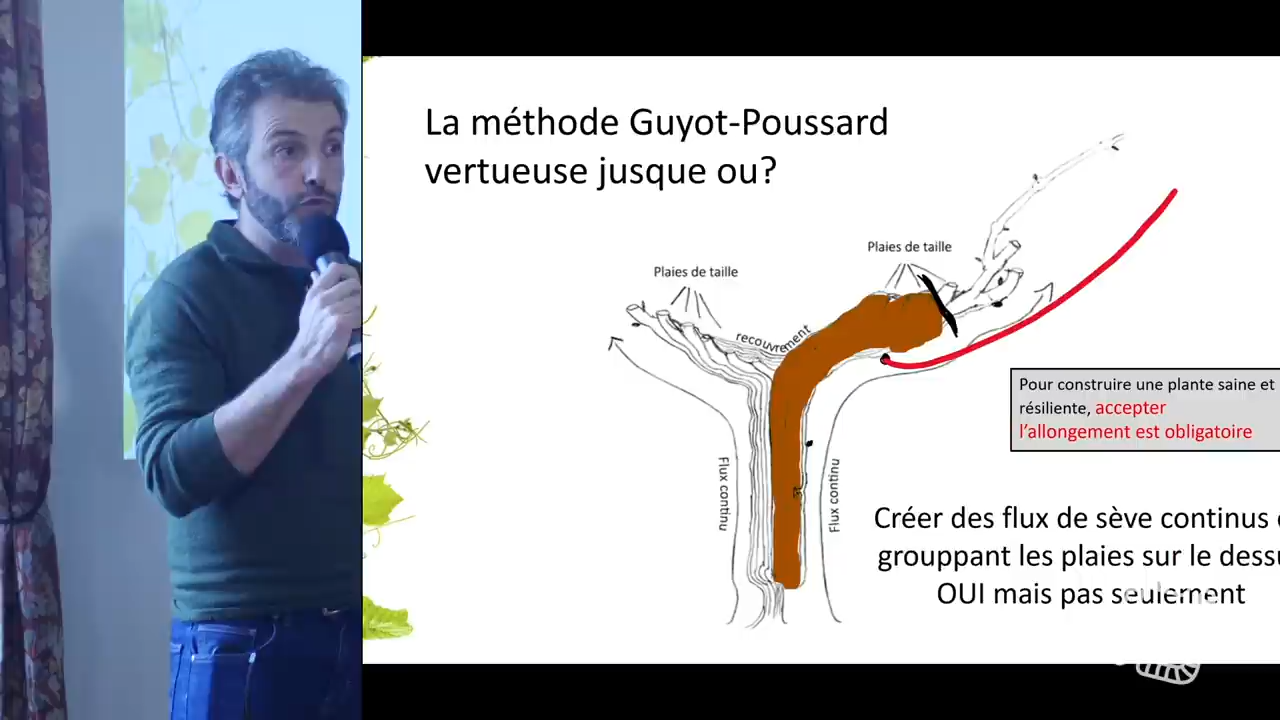 La méthode Guyot-Poussard
vertueuse jusque ou?
Plaies de taille
Plaies de taille
recouvrement
Flux continu
Flux continu
Pour construire une plante saine et
résiliente, accepter
l'allongement est obligatoire
Créer des flux de sève continus
grouppant les plaies sur le dessu
OUI mais pas seulement